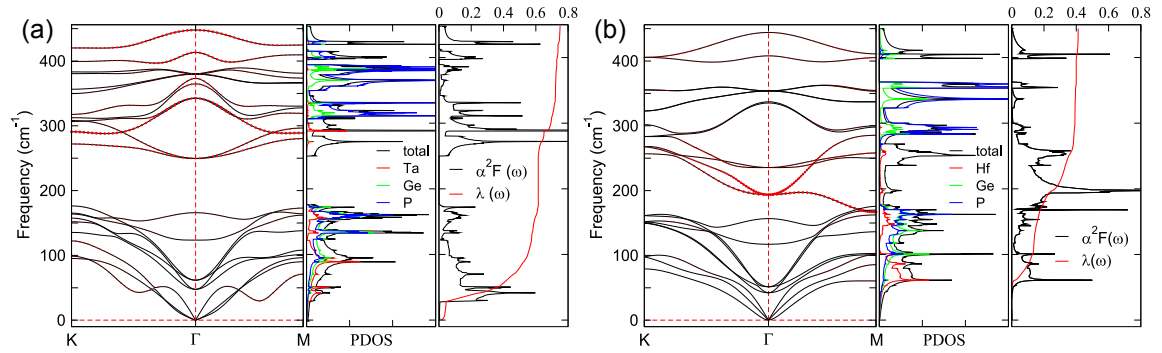 (a)
0 0.2 0.4 0.6 0.8
Frequency (cm⁻¹)
400
300
200
100
0
total
Ta
Ge
P
α²F (ω)
λ (ω)
K Γ M PDOS
(b)
0 0.2 0.4 0.6 0.8
Frequency (cm⁻¹)
400
300
200
100
0
total
Hf
Ge
P
α²F(ω)
λ(ω)
K Γ M PDOS